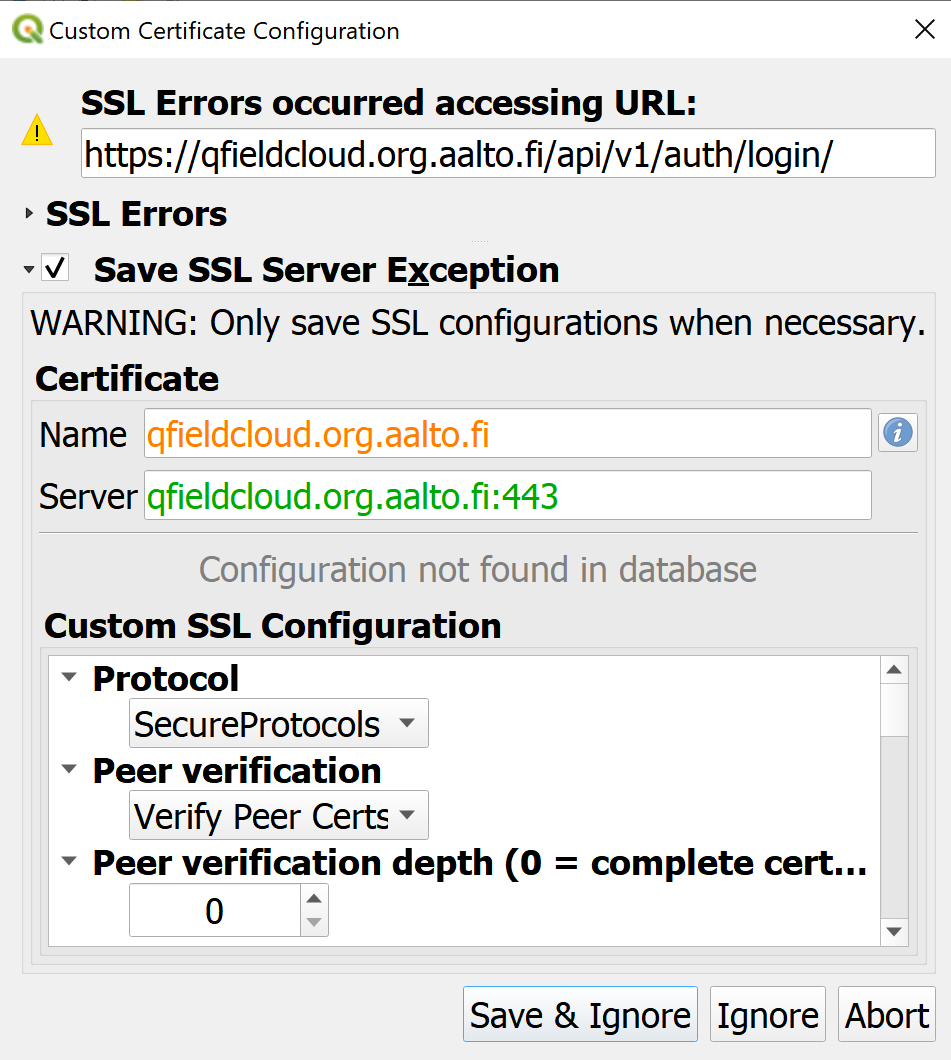 Custom Certificate Configuration
SSL Errors occurred accessing URL:
https://qfieldcloud.org.aalto.fi/api/v1/auth/login/
SSL Errors
Save SSL Server Exception
WARNING: Only save SSL configurations when necessary.
Certificate
Name qfieldcloud.org.aalto.fi
Server qfieldcloud.org.aalto.fi:443
Configuration not found in database
Custom SSL Configuration
Protocol
SecureProtocols
Peer verification
Verify Peer Certs
Peer verification depth (0 = complete cert...
0
Save & Ignore Ignore Abort